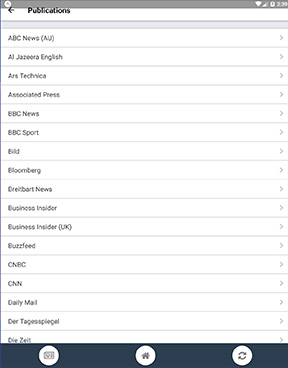 2:39
Publications
ABC News (AU)
Al Jazeera English
Ars Technica
Associated Press
BBC News
BBC Sport
Bild
Bloomberg
Breitbart News
Business Insider
Business Insider (UK)
Buzzfeed
CNBC
CNN
Daily Mail
Der Tagesspiegel
Die Zeit